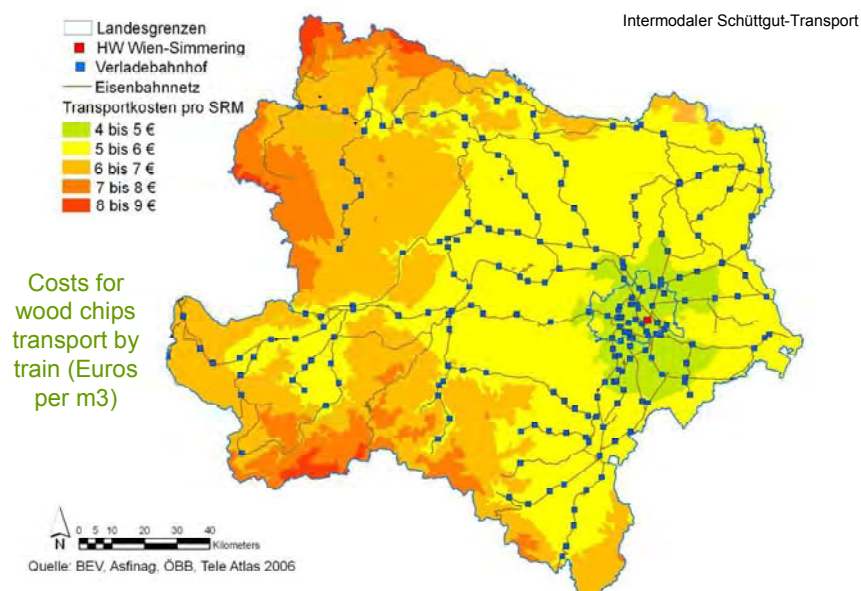 Intermodaler Schüttgut-Transport
Landesgrenzen
HW Wien-Simmering
Verladebahnhof
Eisenbahnnetz
Transportkosten pro SRM
4 bis 5 €
5 bis 6 €
6 bis 7 €
7 bis 8 €
8 bis 9 €
Costs for
wood chips
transport by
train (Euros
per m3)
N
0 5 10 20 30 40
Kilometers
Quelle: BEV, Asfinag, ÖBB, Tele Atlas 2006